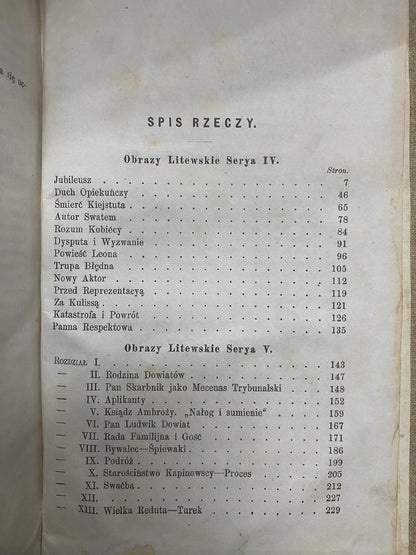 SPIS RZECZY.
Obrazy Litewskie Serya IV.
Stron.
Jubileusz . . . . . . . . . . . . . 7
Duch Opiekuńczy . . . . . . . . . . . 46
Śmierć Kiejstuta . . . . . . . . . . . 65
Autor Swatem . . . . . . . . . . . . 78
Rozum Kobiécy . . . . . . . . . . . . 84
Dysputa i Wyzwanie . . . . . . . . . . 91
Powieść Leona . . . . . . . . . . . . 96
Trupa Błędna . . . . . . . . . . . . 105
Nowy Aktor . . . . . . . . . . . . . 112
Przed Reprezentacyą . . . . . . . . . . 119
Za Kulissą . . . . . . . . . . . . . 121
Katastrofa i Powrót . . . . . . . . . . 126
Panna Respektowa . . . . . . . . . . . 135
Obrazy Litewskie Serya V.
Rozdział I. . . . . . . . . . . . . . 143
— II. Rodzina Dowiatów . . . . . . . . 147
— III. Pan Skarbnik jako Mecenas Trybunalski . 148
— IV. Aplikanty . . . . . . . . . . . 152
— V. Ksiądz Ambroży. „Nałog i sumienie“ . . . 159
— VI. Pan Ludwik Dowiat . . . . . . . . 167
— VII. Rada Familijna i Gość . . . . . . . 171
— VIII. Bywalec—Śpiewaki . . . . . . . . 186
— IX. Podróż . . . . . . . . . . . . 199
— X. Starościństwo Kapinowscy—Proces . . . . 205
— XI. Swaćba . . . . . . . . . . . . 212
— XII. . . . . . . . . . . . . . . 227
— XIII. Wielka Reduta—Turek . . . . . . . 229